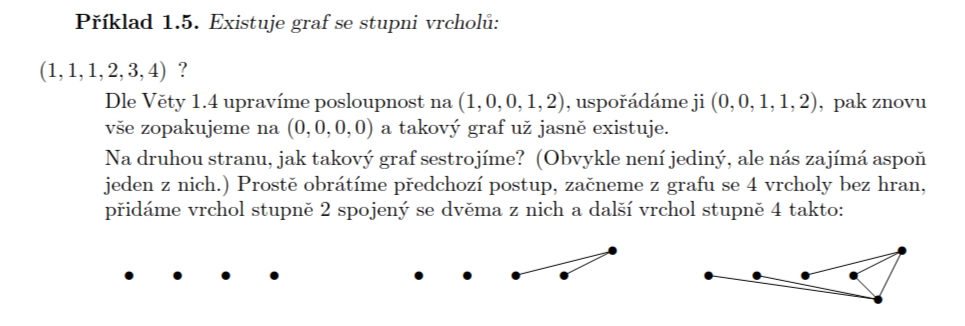 Příklad 1.5. Existuje graf se stupni vrcholů:
(1, 1, 1, 2, 3, 4) ?
Dle Věty 1.4 upravíme posloupnost na (1, 0, 0, 1, 2), uspořádáme ji (0, 0, 1, 1, 2), pak znovu
vše zopakujeme na (0, 0, 0, 0) a takový graf už jasně existuje.
Na druhou stranu, jak takový graf sestrojíme? (Obvykle není jediný, ale nás zajímá aspoň
jeden z nich.) Prostě obrátíme předchozí postup, začneme z grafu se 4 vrcholy bez hran,
přidáme vrchol stupně 2 spojený se dvěma z nich a další vrchol stupně 4 takto: